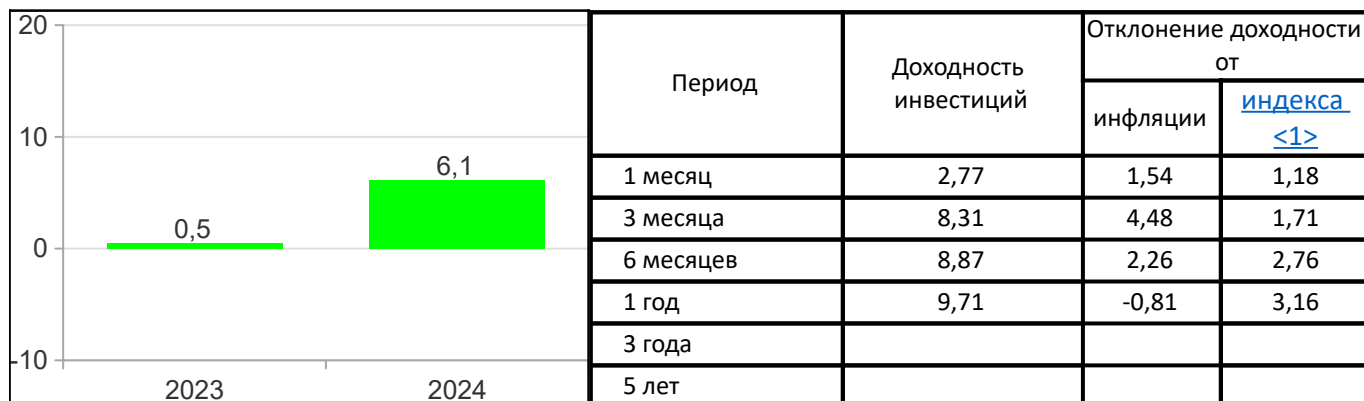 20
10
0
-10
0,5
6,1
2023
2024
Период
Доходность
инвестиций
Отклонение доходности
от
инфляции
индекса
<1>
1 месяц 2,77 1,54 1,18
3 месяца 8,31 4,48 1,71
6 месяцев 8,87 2,26 2,76
1 год 9,71 -0,81 3,16
3 года
5 лет